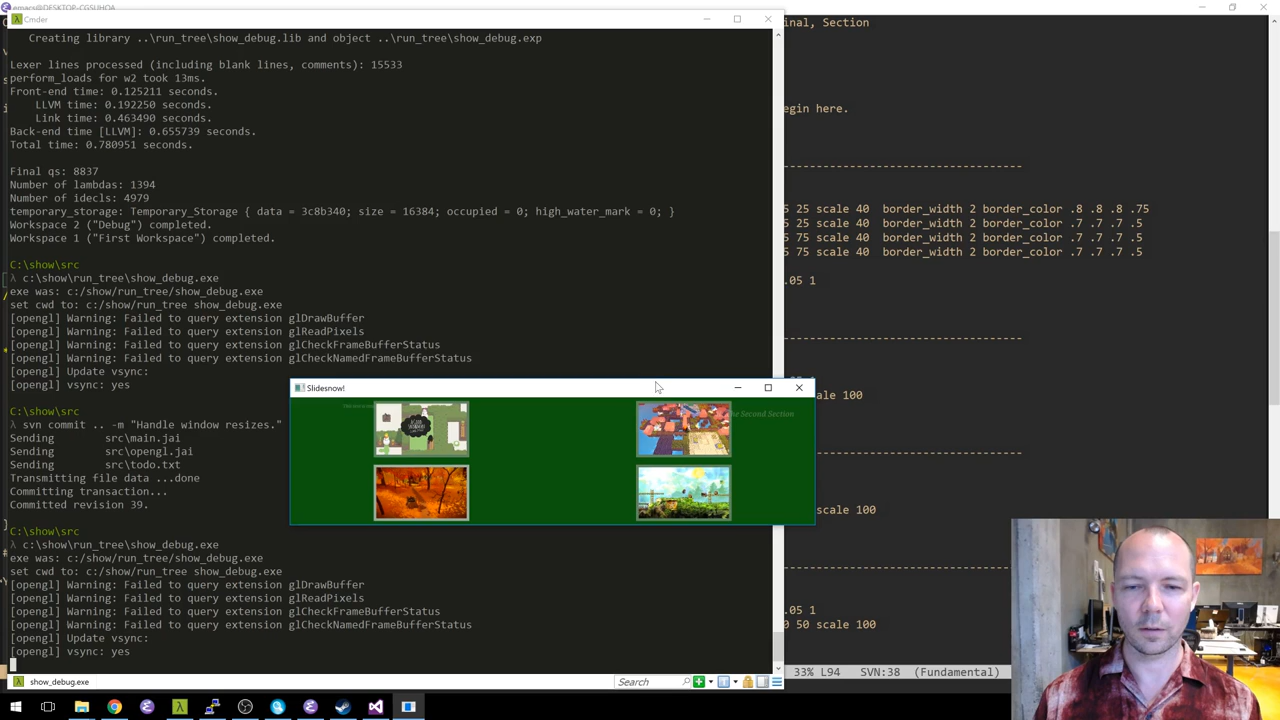 emacs@DESKTOP-CGSUHOA
Cmder
Creating library ..\run_tree\show_debug.lib and object ..\run_tree\show_debug.exp
Lexer lines processed (including blank lines, comments): 15533
perform_loads for w2 took 13ms.
Front-end time: 0.125211 seconds.
LLVM time: 0.192250 seconds.
Link time: 0.463490 seconds.
Back-end time [LLVM]: 0.655739 seconds.
Total time: 0.780951 seconds.
Final qs: 8837
Number of lambdas: 1394
Number of idecls: 4979
temporary_storage: Temporary_Storage { data = 3c8b340; size = 16384; occupied = 0; high_water_mark = 0; }
Workspace 2 ("Debug") completed.
Workspace 1 ("First Workspace") completed.
C:\show\src
λ c:\show\run_tree\show_debug.exe
exe was: c:/show/run_tree/show_debug.exe
set cwd to: c:/show/run_tree show_debug.exe
[opengl] Warning: Failed to query extension glDrawBuffer
[opengl] Warning: Failed to query extension glReadPixels
[opengl] Warning: Failed to query extension glCheckFrameBufferStatus
[opengl] Warning: Failed to query extension glCheckNamedFrameBufferStatus
[opengl] Update vsync:
[opengl] vsync: yes
C:\show\src
λ svn commit .. -m "Handle window resizes."
Sending src\main.jai
Sending src\opengl.jai
Sending src\todo.txt
Transmitting file data ...done
Committing transaction...
Committed revision 39.
C:\show\src
λ c:\show\run_tree\show_debug.exe
exe was: c:/show/run_tree/show_debug.exe
set cwd to: c:/show/run_tree show_debug.exe
[opengl] Warning: Failed to query extension glDrawBuffer
[opengl] Warning: Failed to query extension glReadPixels
[opengl] Warning: Failed to query extension glCheckFrameBufferStatus
[opengl] Warning: Failed to query extension glCheckNamedFrameBufferStatus
[opengl] Update vsync:
[opengl] vsync: yes
show_debug.exe
Search
Slidesnow!
he Second Section
inal, Section
egin here.
--------------------------------
5 25 scale 40 border_width 2 border_color .8 .8 .8 .75
5 25 scale 40 border_width 2 border_color .7 .7 .7 .5
5 75 scale 40 border_width 2 border_color .7 .7 .7 .5
5 75 scale 40 border_width 2 border_color .7 .7 .7 .5
.05 1
--------------------------------
ale 100
--------------------------------
scale 100
--------------------------------
.05 1
0 50 scale 100
33% L94 SVN:38 (Fundamental)